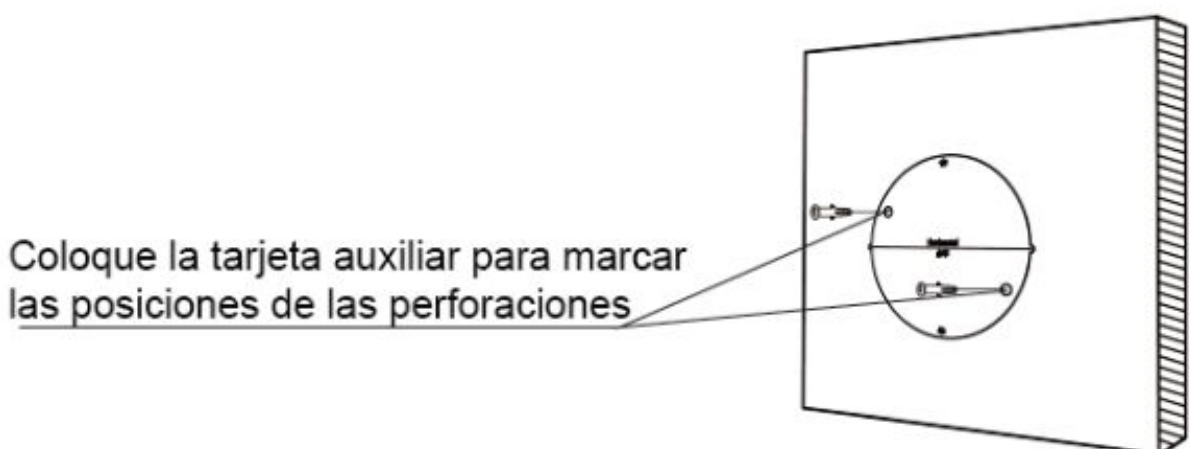 Coloque la tarjeta auxiliar para marcar
las posiciones de las perforaciones